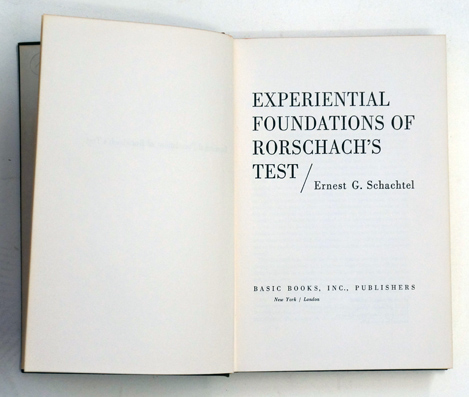 EXPERIENTIAL
FOUNDATIONS OF
RORSCHACH'S
TEST / Ernest G. Schachtel
BASIC BOOKS, INC., PUBLISHERS
New York / London